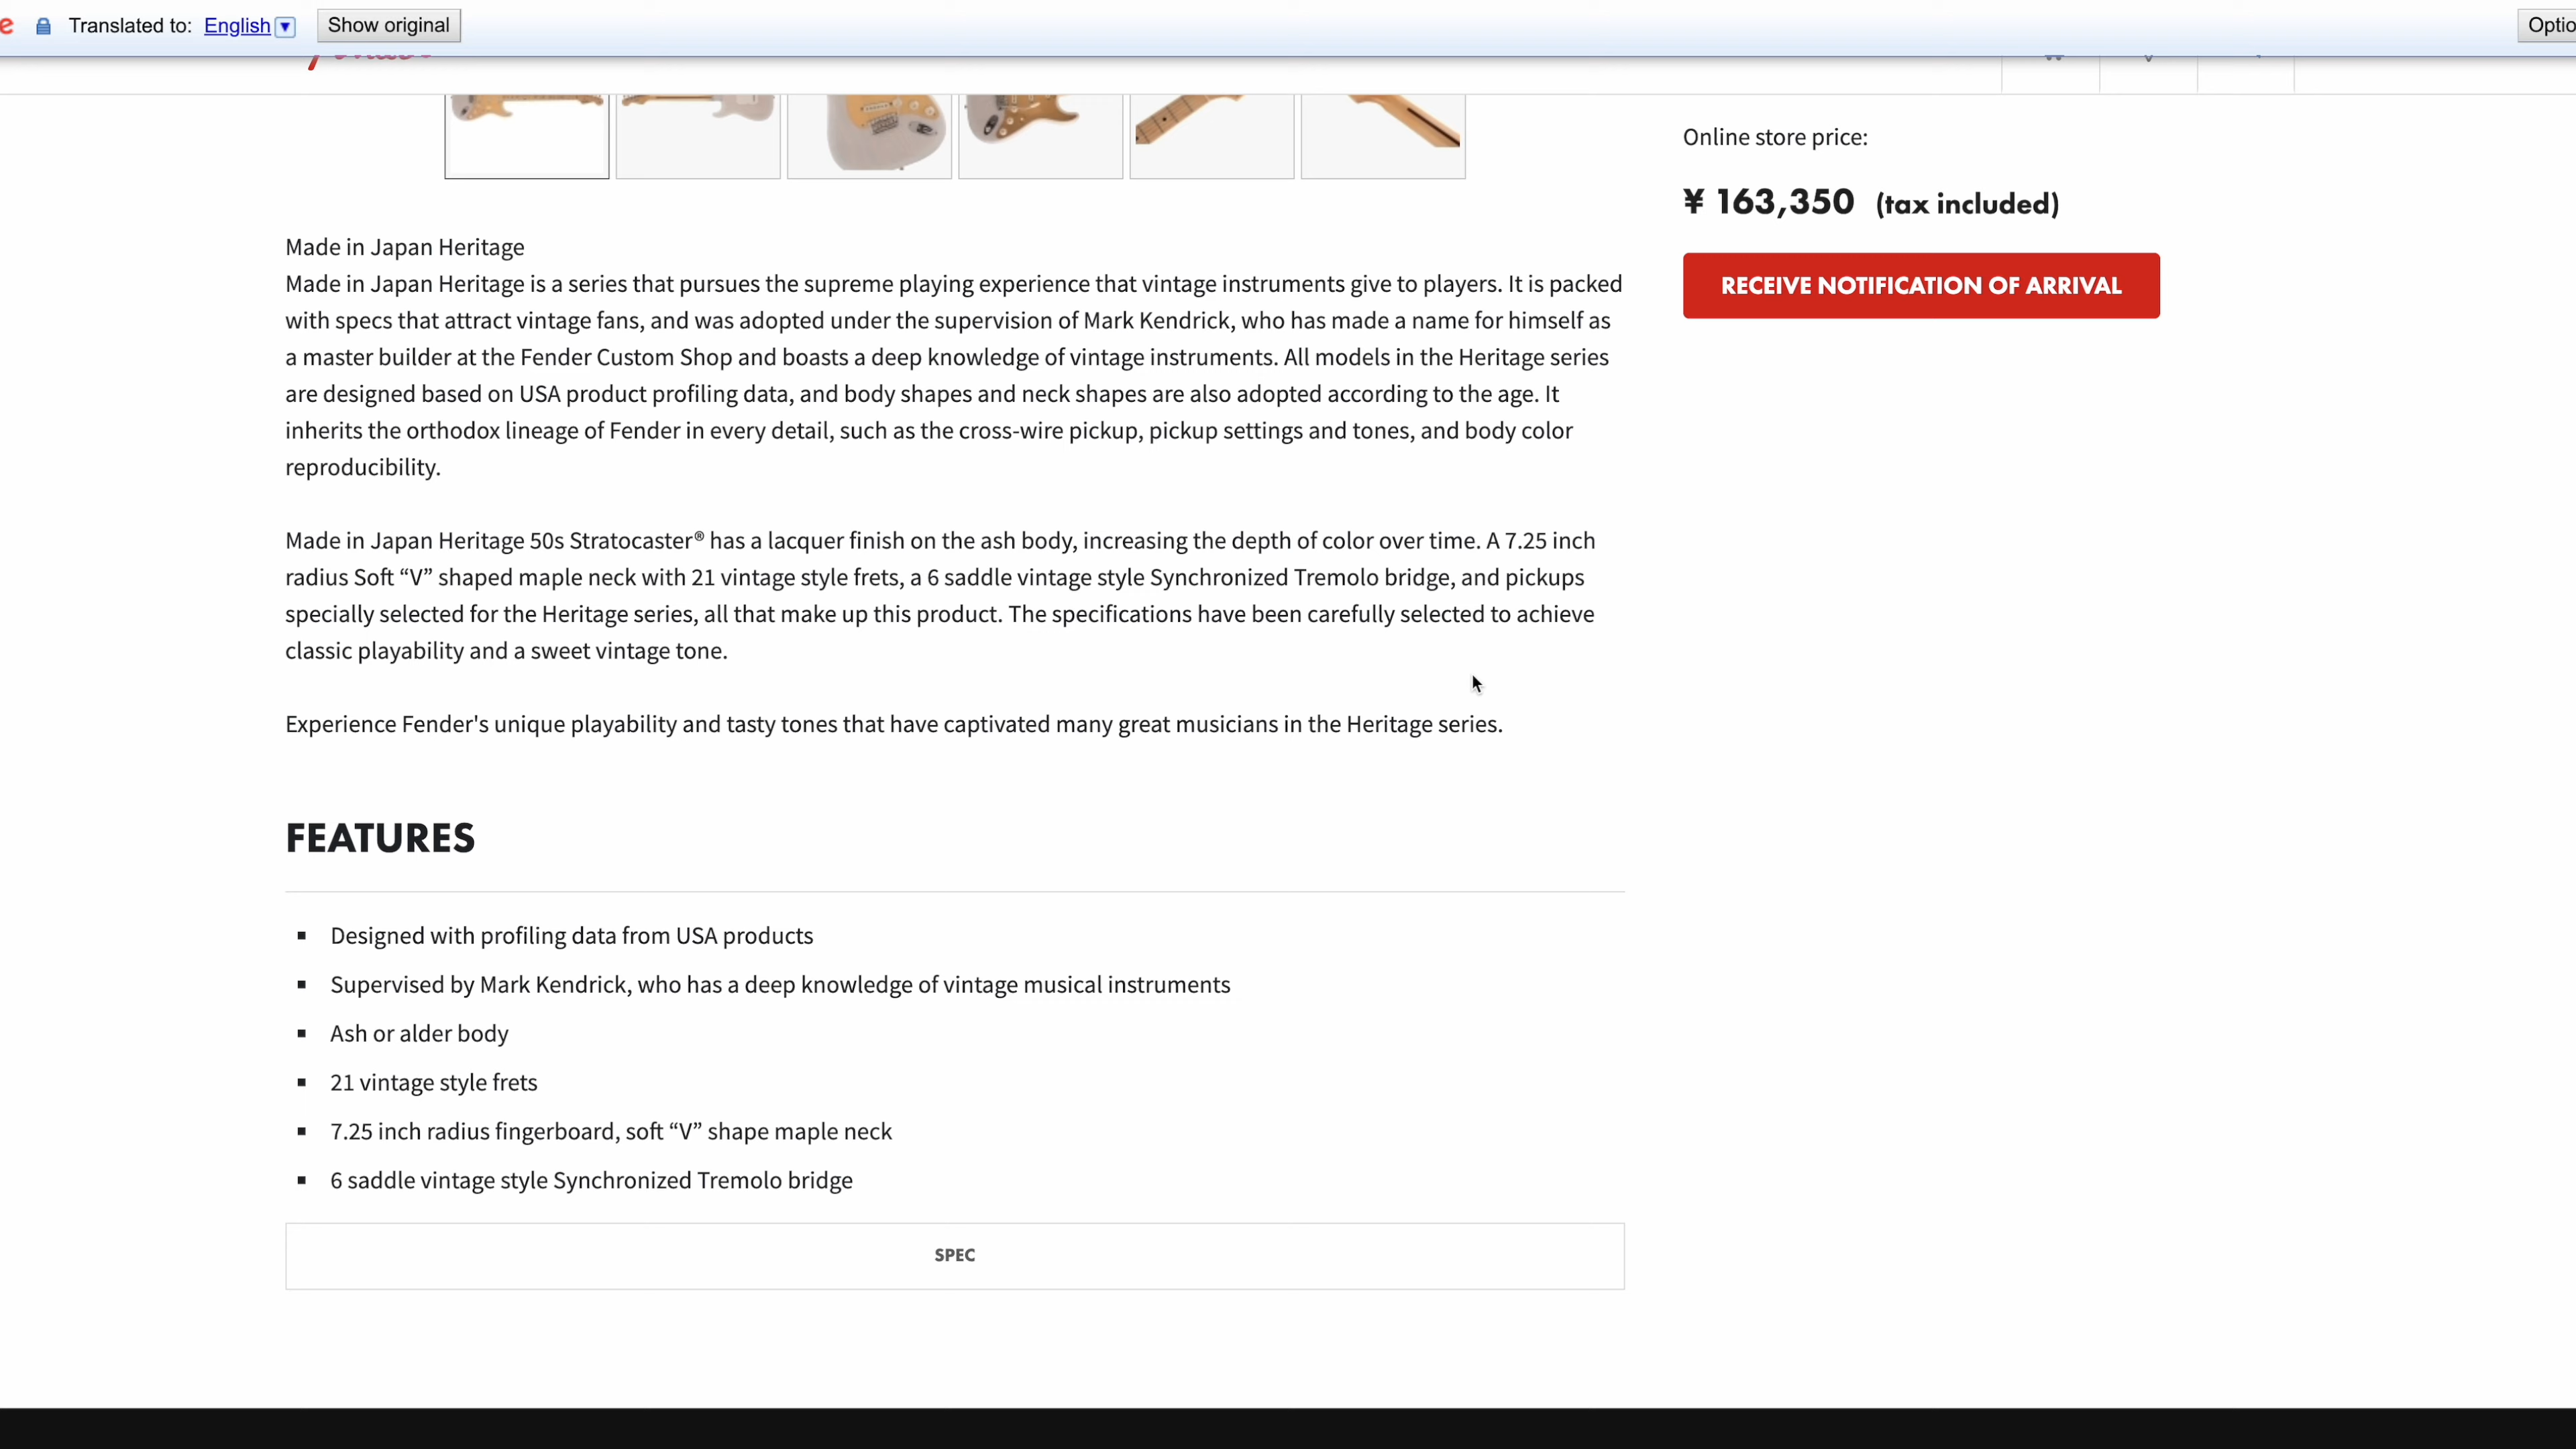 Translated to: English
Show original
Made in Japan Heritage
Made in Japan Heritage is a series that pursues the supreme playing experience that vintage instruments give to players. It is packed
with specs that attract vintage fans, and was adopted under the supervision of Mark Kendrick, who has made a name for himself as
a master builder at the Fender Custom Shop and boasts a deep knowledge of vintage instruments. All models in the Heritage series
are designed based on USA product profiling data, and body shapes and neck shapes are also adopted according to the age. It
inherits the orthodox lineage of Fender in every detail, such as the cross-wire pickup, pickup settings and tones, and body color
reproducibility.
Made in Japan Heritage 50s Stratocaster® has a lacquer finish on the ash body, increasing the depth of color over time. A 7.25 inch
radius Soft “V” shaped maple neck with 21 vintage style frets, a 6 saddle vintage style Synchronized Tremolo bridge, and pickups
specially selected for the Heritage series, all that make up this product. The specifications have been carefully selected to achieve
classic playability and a sweet vintage tone.
Experience Fender's unique playability and tasty tones that have captivated many great musicians in the Heritage series.
FEATURES
Designed with profiling data from USA products
Supervised by Mark Kendrick, who has a deep knowledge of vintage musical instruments
Ash or alder body
21 vintage style frets
7.25 inch radius fingerboard, soft “V” shape maple neck
6 saddle vintage style Synchronized Tremolo bridge
SPEC
Online store price:
¥ 163,350 (tax included)
RECEIVE NOTIFICATION OF ARRIVAL